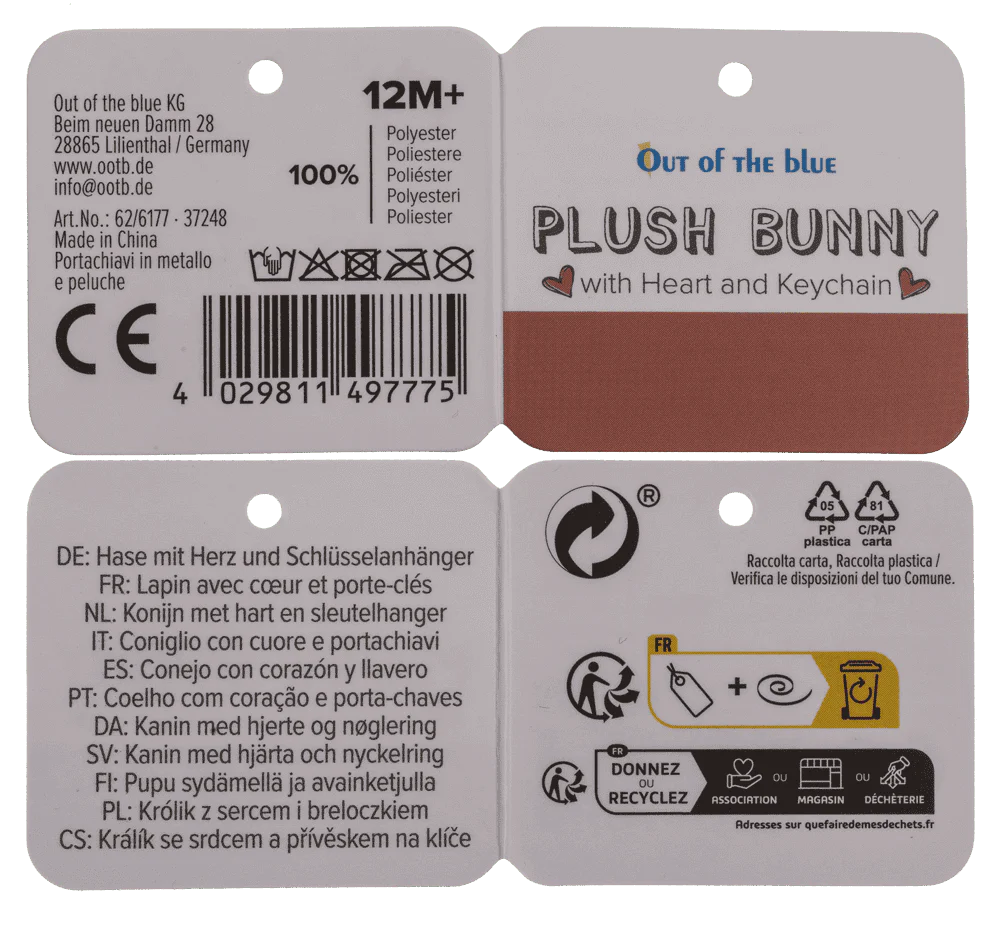 Out of the blue KG
Beim neuen Damm 28
28865 Lilienthal / Germany
www.ootb.de
info@ootb.de
Art.No.: 62/6177 · 37248
Made in China
Portachiavi in metallo
e peluche
CE
12M+
100%
Polyester
Poliestere
Poliéster
Polyesteri
Poliester
4 029811 497775
OUT OF THE BLUE
PLUSH BUNNY
with Heart and Keychain
DE: Hase mit Herz und Schlüsselanhänger
FR: Lapin avec cœur et porte-clés
NL: Konijn met hart en sleutelhanger
IT: Coniglio con cuore e portachiavi
ES: Conejo con corazón y llavero
PT: Coelho com coração e porta-chaves
DA: Kanin med hjerte og nøglering
SV: Kanin med hjärta och nyckelring
FI: Pupu sydämellä ja avainketjulla
PL: Królik z sercem i breloczkiem
CS: Králík se srdcem a přívěskem na klíče
®
05 81
PP C/PAP
plastica carta
Raccolta carta, Raccolta plastica /
Verifica le disposizioni del tuo Comune.
FR
+
FR
DONNEZ
OU
RECYCLEZ
ASSOCIATION OU MAGASIN OU DÉCHÈTERIE
Adresses sur quefairedemesdechets.fr